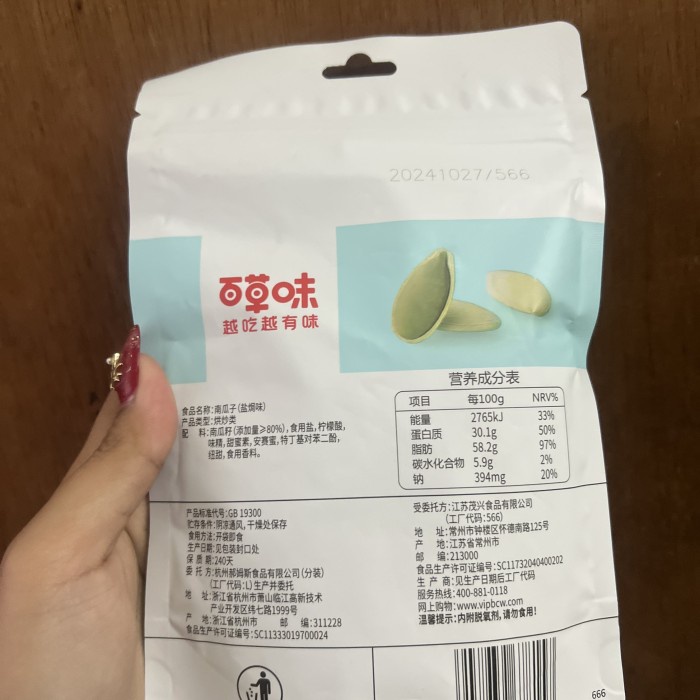 20241027/566
百草味
越吃越有味
食品名称:南瓜子(盐焗味)
产品类型:烘炒类
配 料:南瓜籽(添加量≥80%),食用盐,柠檬酸,
味精,甜蜜素,安赛蜜,特丁基对苯二酚,
纽甜,食用香料。
营养成分表
项目 每100g NRV%
能量 2765kJ 33%
蛋白质 30.1g 50%
脂肪 58.2g 97%
碳水化合物 5.9g 2%
钠 394mg 20%
产品标准代号:GB 19300
贮存条件:阴凉通风,干燥处保存
食用方法:开袋即食
生产日期:见包装封口处
保 质 期:240天
委 托 方:杭州郝姆斯食品有限公司(分装)
(工厂代码:L)生产并委托
地 址:浙江省杭州市萧山临江高新技术
产业开发区纬七路1999号
产 地:浙江省杭州市 邮 编:311228
食品生产许可证编号:SC11333019700024
受委托方:江苏茂兴食品有限公司
(工厂代码:566)
地 址:常州市钟楼区怀德南路125号
产 地:江苏省常州市
邮 编:213000
食品生产许可证编号:SC11732040400202
生 产 商:见生产日期后工厂代码
服务热线:400-881-0118
网上购物:www.vipbcw.com
温馨提示:内附脱氧剂,请勿食用!
666